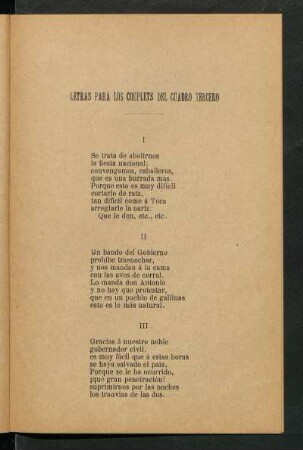 LETRAS PARA LOS COUPLETS DEL CUADRO TERCERO
I
Se trata de abolirnos
la fiesta nacional;
convengamos, caballeros,
que es una burrada más.
Porque esto es muy difícil
cortarlo de raíz,
tan difícil como á Toca
arreglarle la nariz.
Que le den, etc., etc.
II
Un bando del Gobierno
prohibe trasnochar,
y nos mandan á la cama
con las aves de corral.
Lo manda don Antonio
y no hay que protestar,
que en un pueblo de gallinas
esto es lo más natural.
III
Gracias á nuestro noble
gobernador civil,
es muy fácil que á estas horas
se haya salvado el país.
Porque se le ha ocurrido,
¡qué gran penetración!
suprimirnos por las noches
los tranvías de las dos.